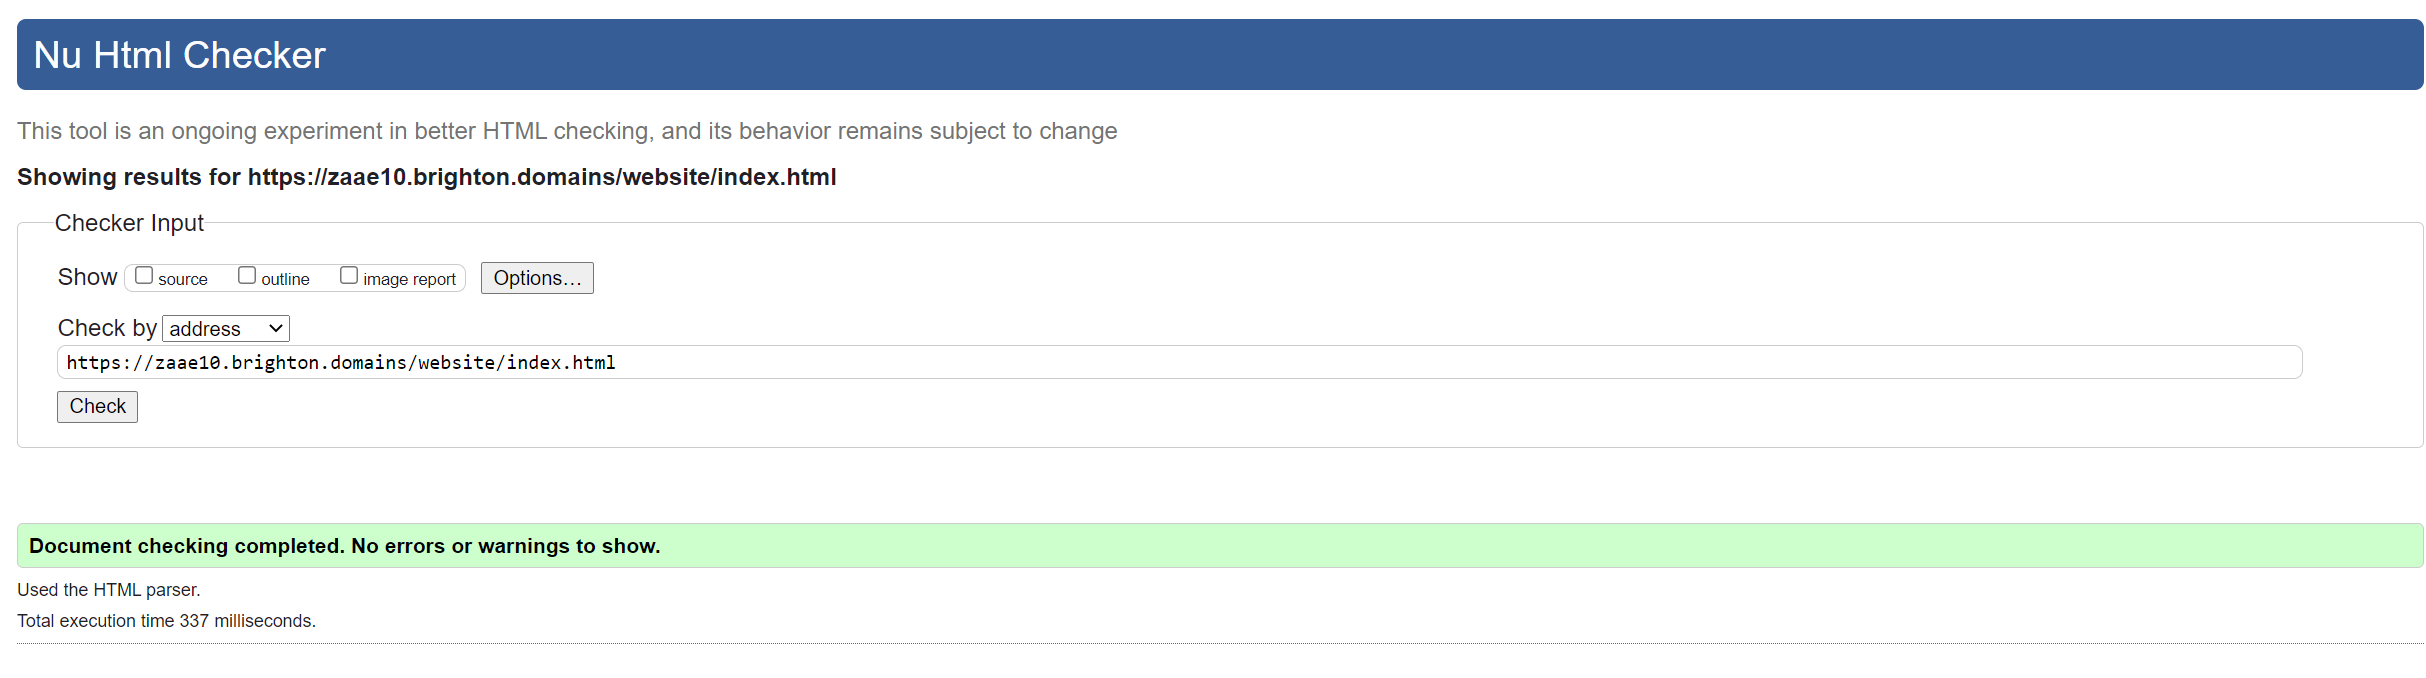 Nu Html Checker
This tool is an ongoing experiment in better HTML checking, and its behavior remains subject to change
Showing results for https://zaae10.brighton.domains/website/index.html
Checker Input
Show source outline image report Options...
Check by address
https://zaae10.brighton.domains/website/index.html
Check
Document checking completed. No errors or warnings to show.
Used the HTML parser.
Total execution time 337 milliseconds.